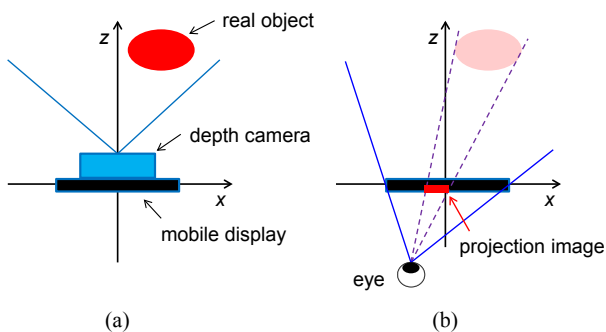 real object
z
depth camera
x
mobile display
(a)
z
x
projection image
eye
(b)